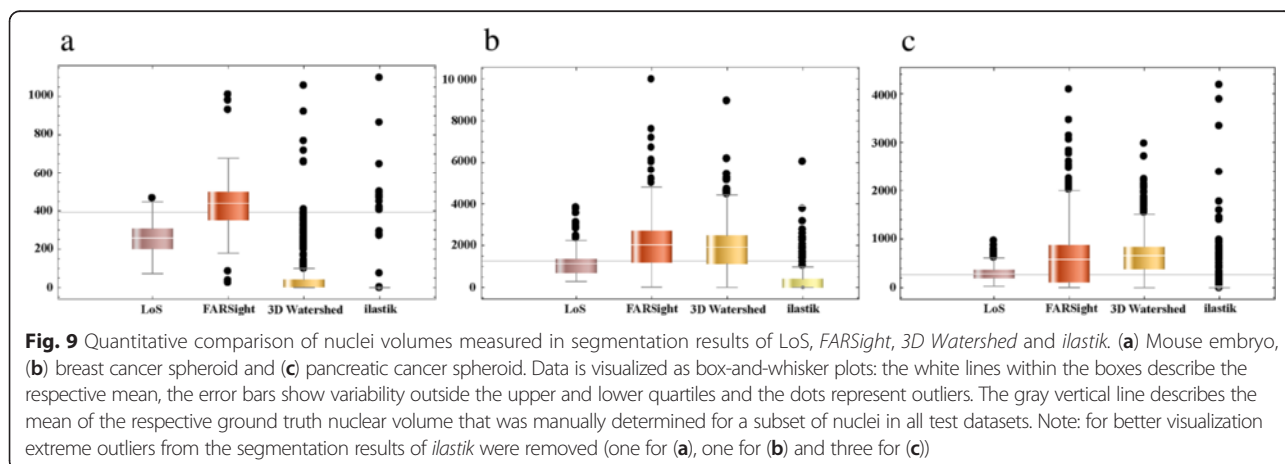 a
b
c
1000
800
600
400
200
0
LoS FARSight 3D Watershed ilastik
10 000
8000
6000
4000
2000
0
LoS FARSight 3D Watershed ilastik
4000
3000
2000
1000
0
LoS FARSight 3D Watershed ilastik
Fig. 9 Quantitative comparison of nuclei volumes measured in segmentation results of LoS, FARSight, 3D Watershed and ilastik. (a) Mouse embryo,
(b) breast cancer spheroid and (c) pancreatic cancer spheroid. Data is visualized as box-and-whisker plots: the white lines within the boxes describe the
respective mean, the error bars show variability outside the upper and lower quartiles and the dots represent outliers. The gray vertical line describes the
mean of the respective ground truth nuclear volume that was manually determined for a subset of nuclei in all test datasets. Note: for better visualization
extreme outliers from the segmentation results of ilastik were removed (one for (a), one for (b) and three for (c))